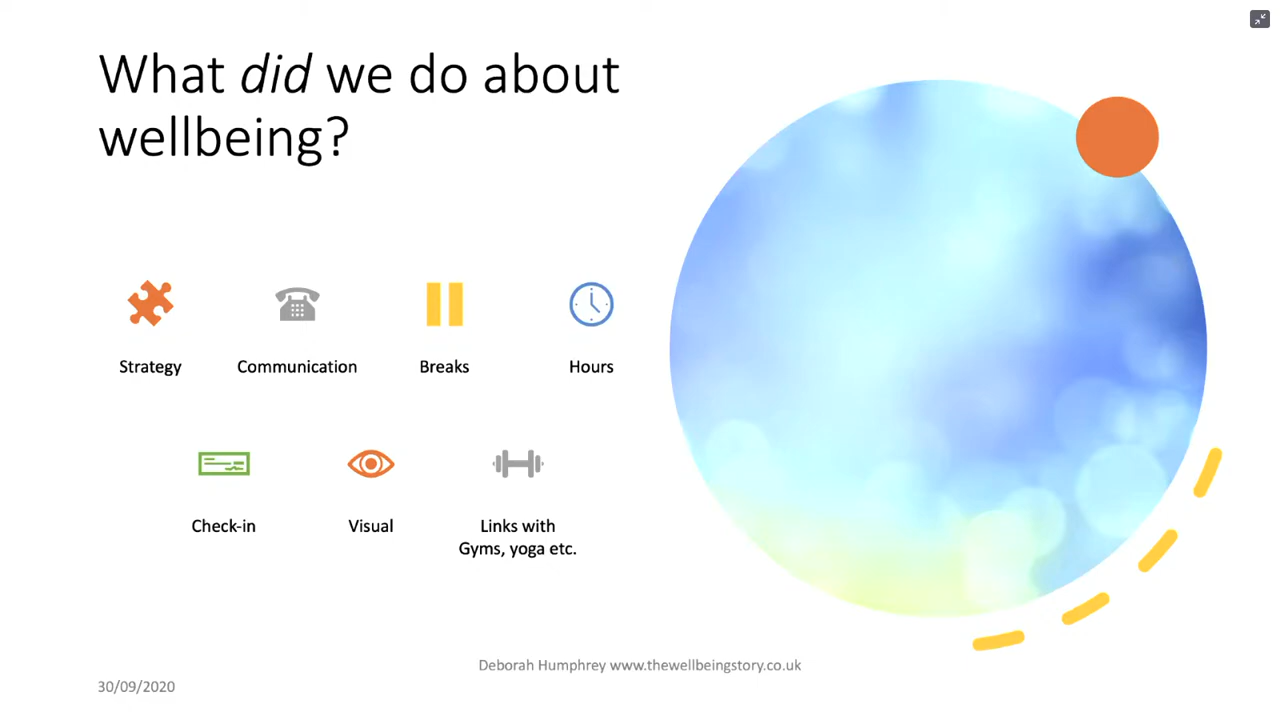 What did we do about
wellbeing?
Strategy
Communication
Breaks
Hours
Check-in
Visual
Links with
Gyms, yoga etc.
Deborah Humphrey www.thewellbeingstory.co.uk
30/09/2020